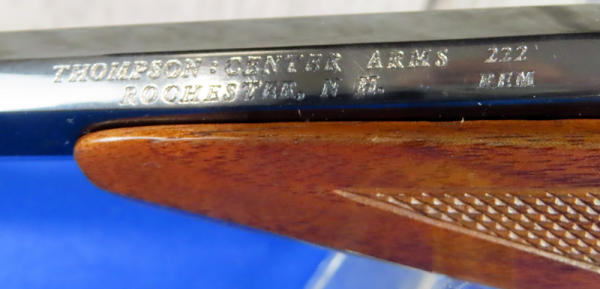 THOMPSON:CENTER ARMS 222
ROCHESTER, N H. REM